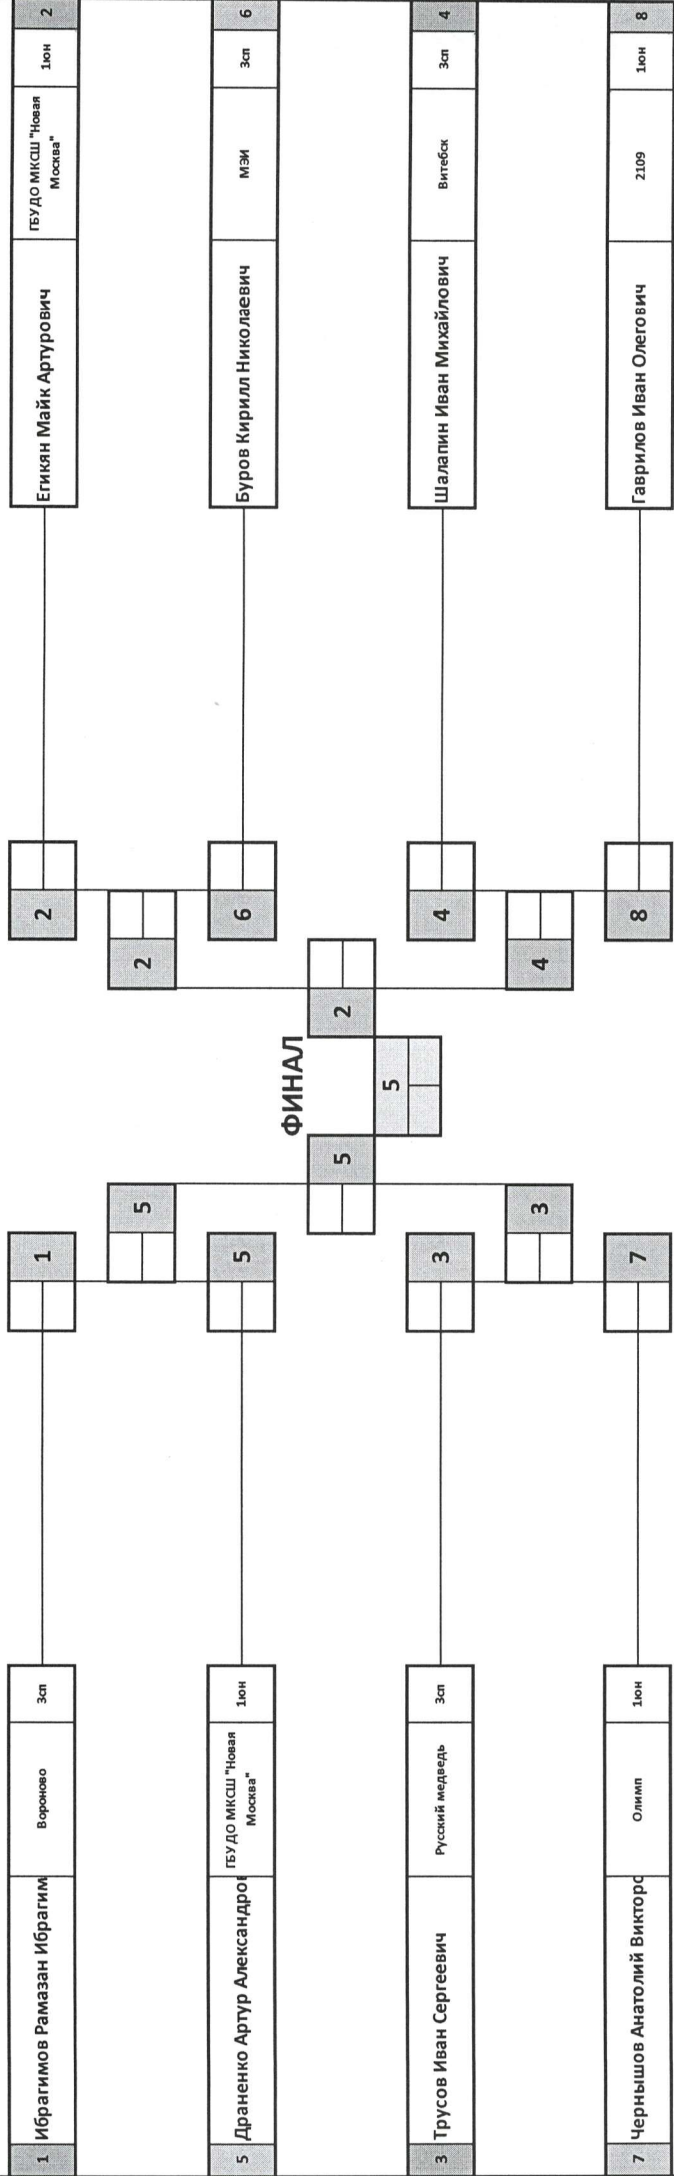 1 Ибрагимов Рамазан Ибрагим Вороново 3сп
5 Драненко Артур Александров ГБУ ДО МКСШ "Новая
Москва" 1юн
3 Трусов Иван Сергеевич Русский медведь 3сп
7 Чернышов Анатолий Викторо Олимп 1юн
1
5
5
3
3
7
ФИНАЛ
5
5
2
2
2
6
4
4
8
Егикян Майк Артурович ГБУ ДО МКСШ "Новая
Москва" 1юн 2
Буров Кирилл Николаевич МЭИ 3сп 6
Шалапин Иван Михайлович Витебск 3сп 4
Гаврилов Иван Олегович 2109 1юн 8